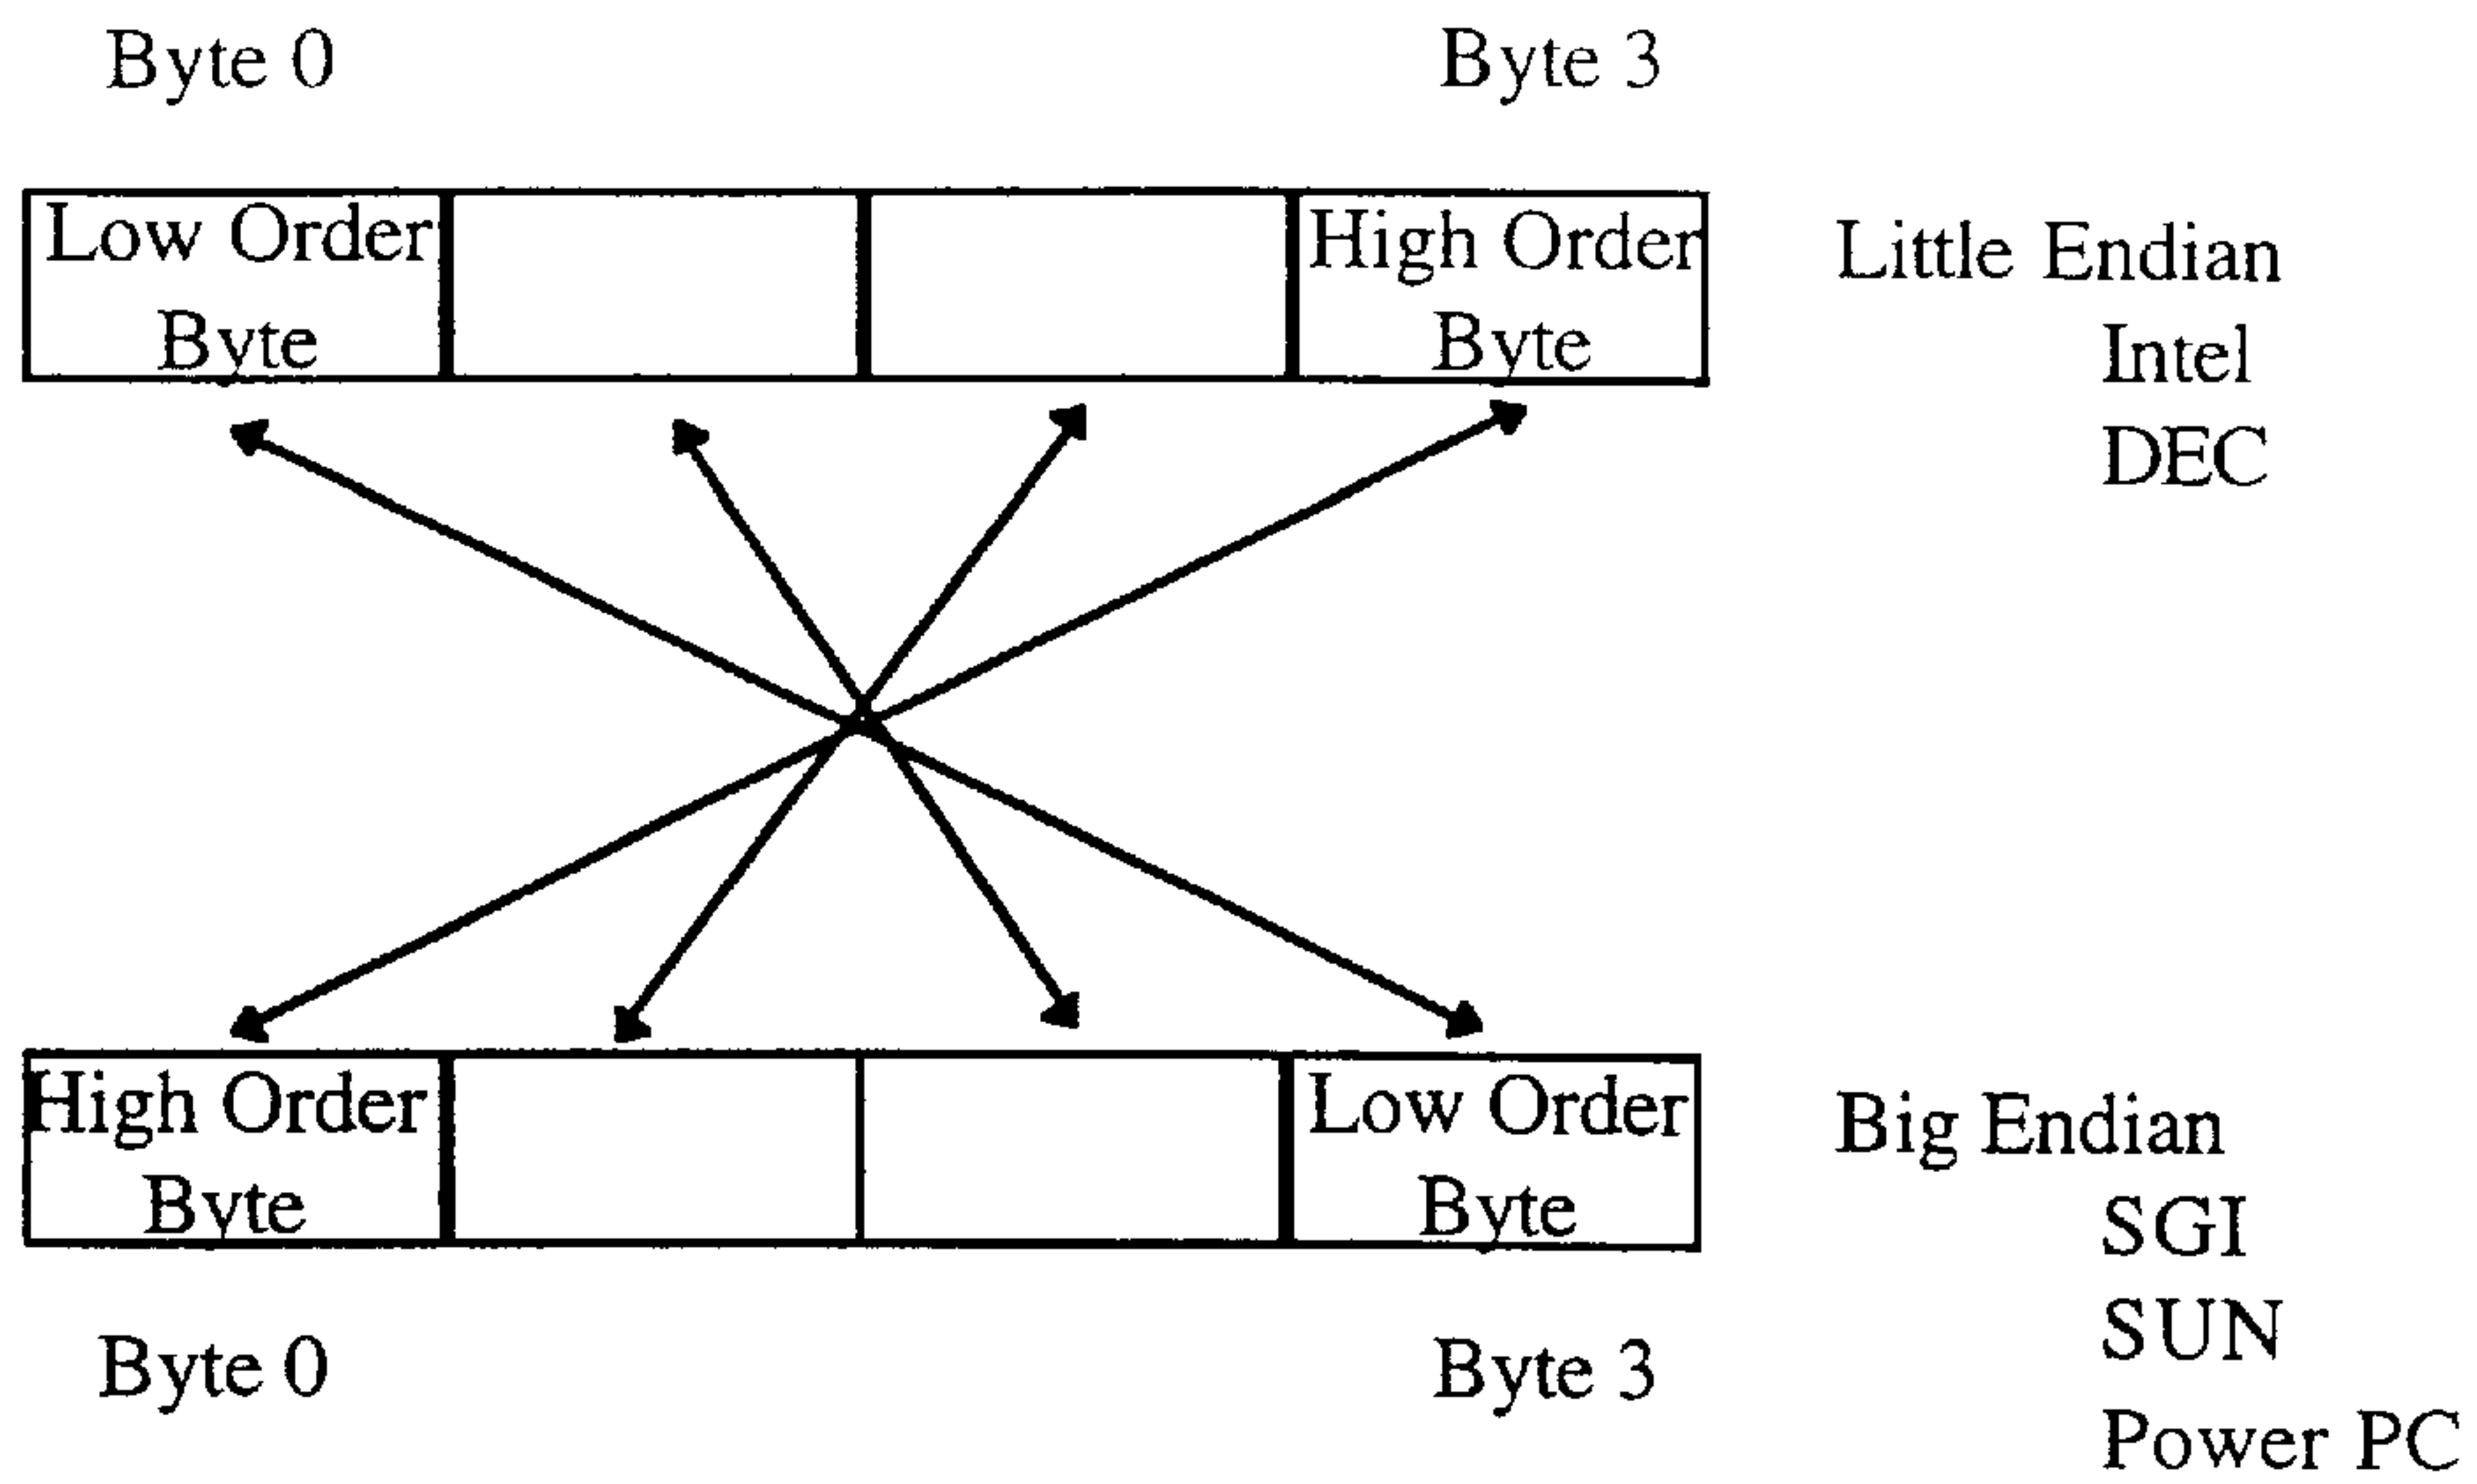 Byte 0
Byte 3
Low Order
Byte
High Order
Byte
Little Endian
Intel
DEC
High Order
Byte
Low Order
Byte
Big Endian
SGI
SUN
Power PC
Byte 0
Byte 3